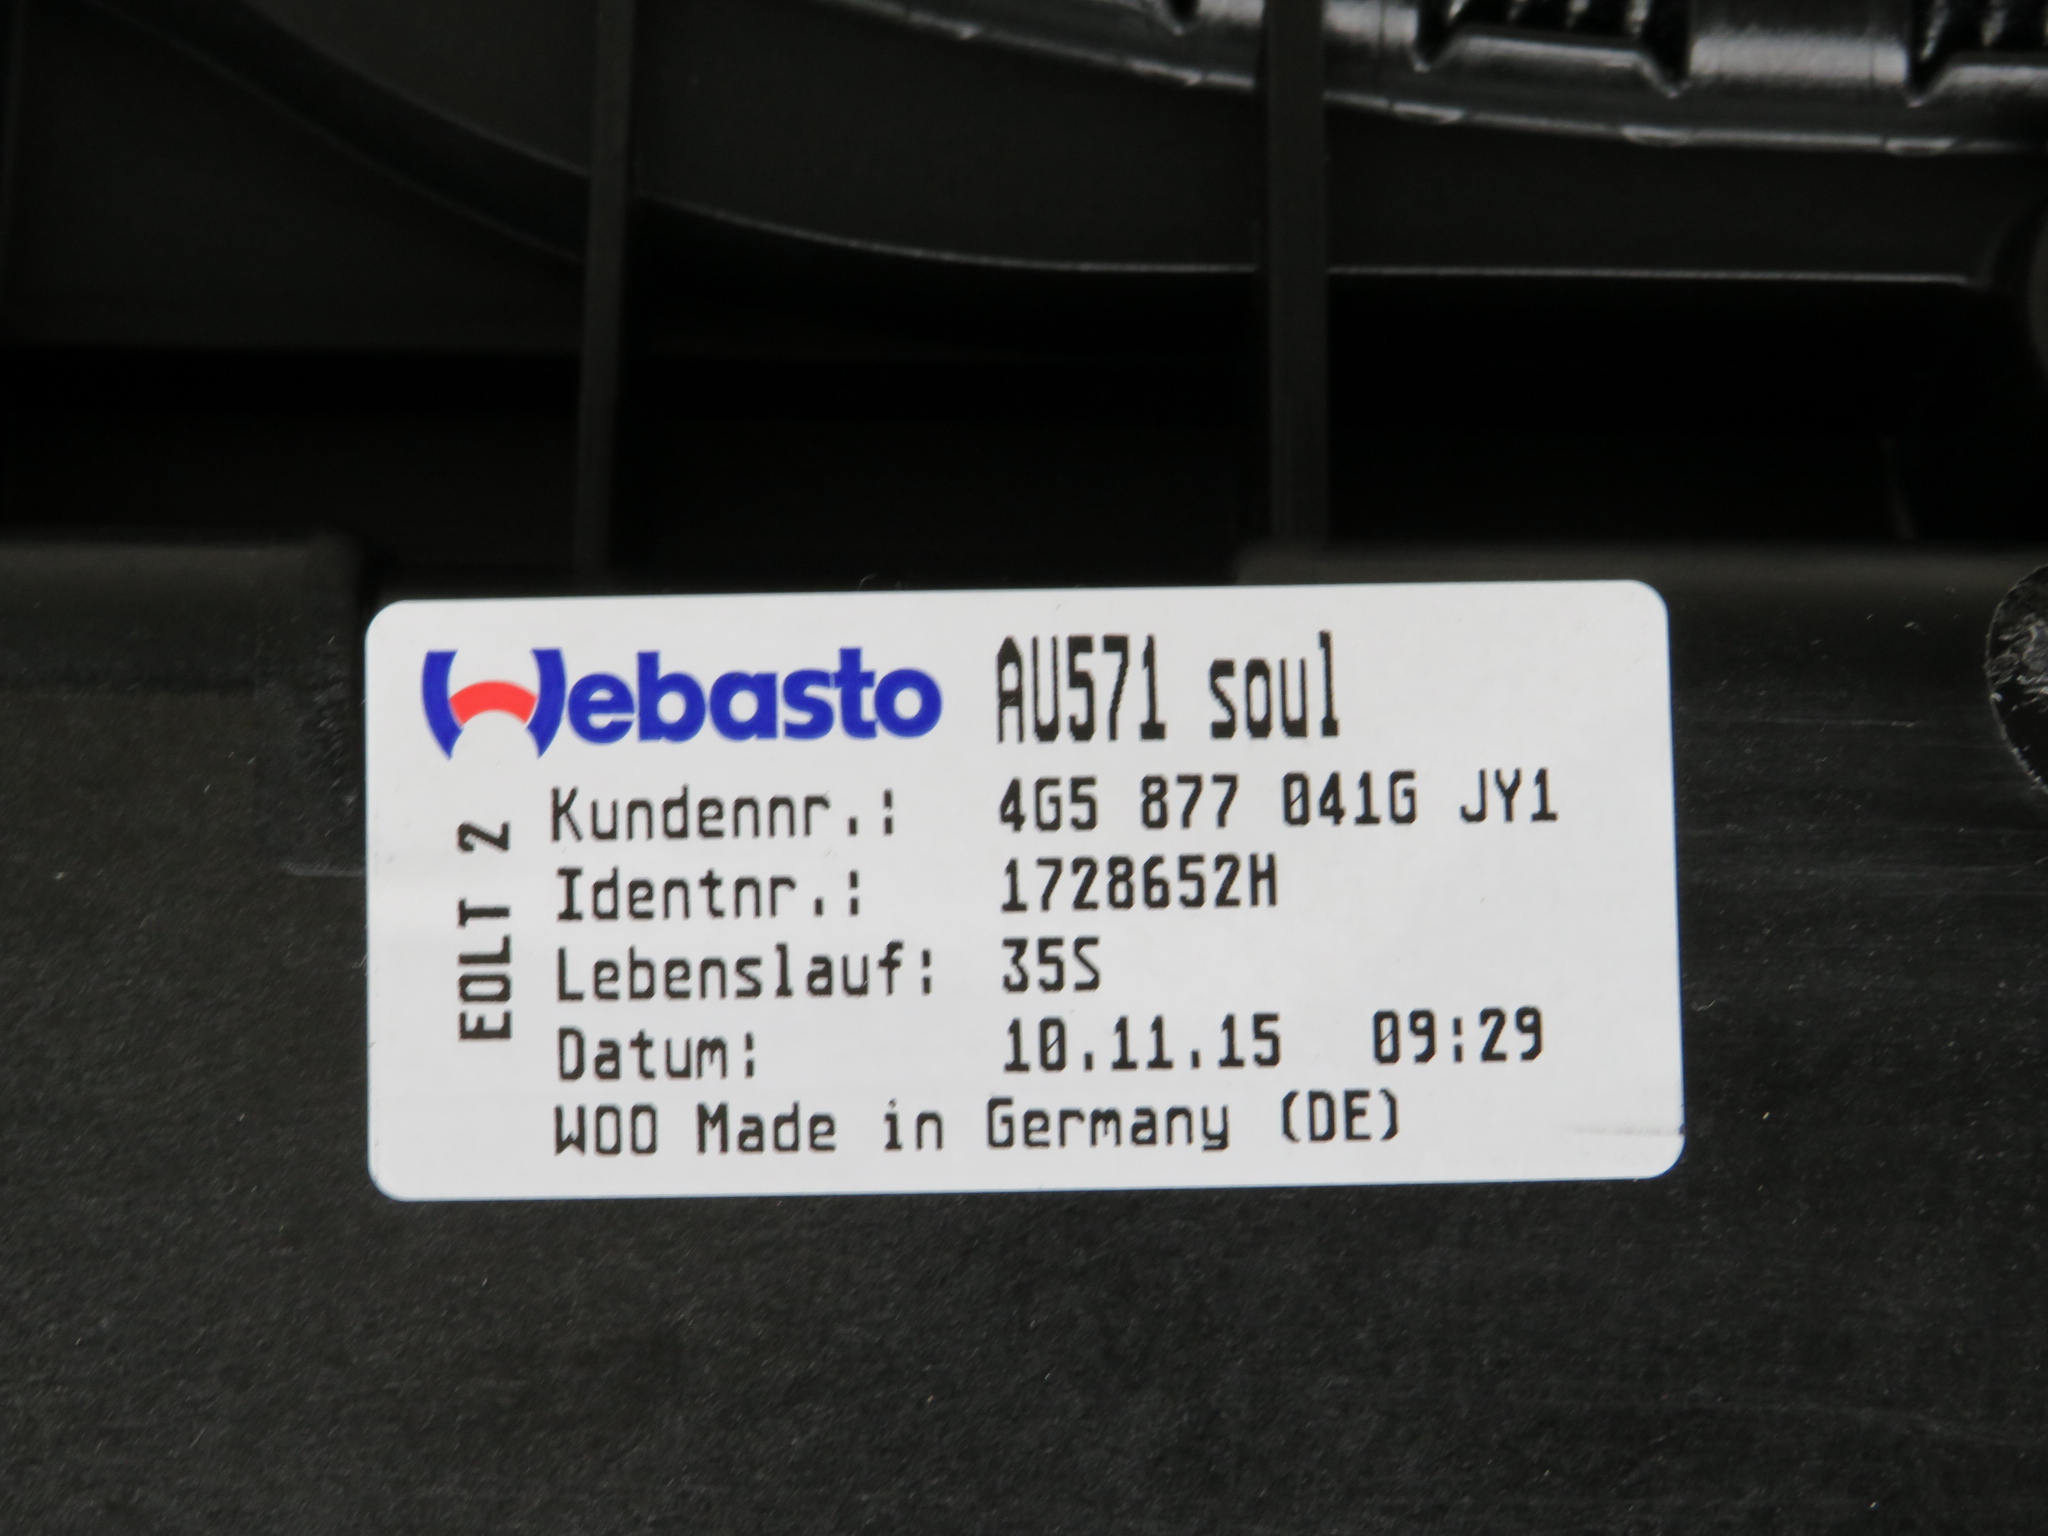 Webasto AU571 soul
EOLT 2
Kundennr.: 4G5 877 041G JY1
Identnr.: 1728652H
Lebenslauf: 35S
Datum: 10.11.15 09:29
WOO Made in Germany (DE)